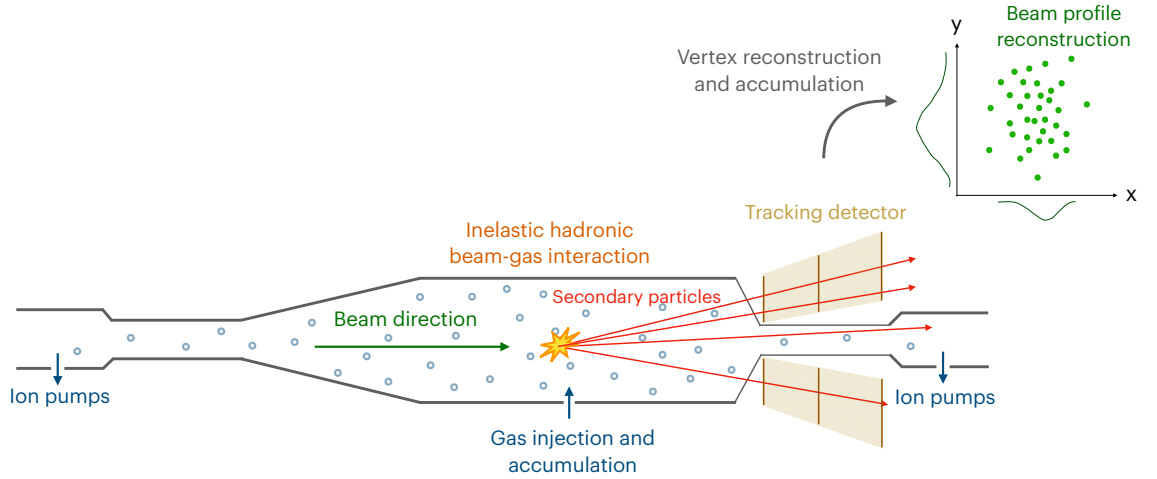 Beam profile
reconstruction
y
Vertex reconstruction
and accumulation
x
Tracking detector
Inelastic hadronic
beam-gas interaction
Secondary particles
Beam direction
Ion pumps
Ion pumps
Gas injection and
accumulation